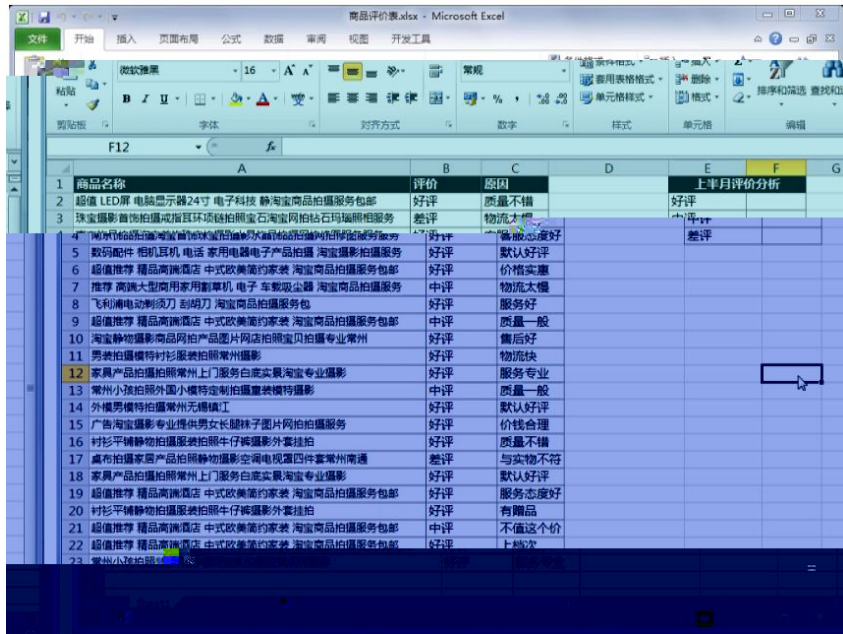 商品评价表.xlsx - Microsoft Excel
文件 开始 插入 页面布局 公式 数据 审阅 视图 开发工具
微软雅黑 16 常规 套用表格格式 删除
粘贴 B I U 单元格样式 格式 排序和筛选
剪贴板 字体 对齐方式 数字 样式 单元格 编辑
F12 fx
A B C D E F G
1 商品名称 评价 原因 上半月评价分析
2 超值 LED屏 电脑显示器24寸 电子科技 静淘宝商品拍摄服务包邮 好评 质量不错 好评
3 珠宝摄影首饰拍摄戒指耳环项链拍照宝石淘宝网拍钻石玛瑙照相服务 差评 物流太慢 中评
4 好评 客服态度好 差评
5 数码配件 相机耳机 电话 家用电器电子产品拍摄 淘宝摄影拍摄服务 好评 默认好评
6 超值推荐 精品高端酒店 中式欧美简约家装 淘宝商品拍摄服务包邮 好评 价格实惠
7 推荐 高端大型商用家用割草机 电子 车载吸尘器 淘宝商品拍摄服务 中评 物流太慢
8 飞利浦电动剃须刀 刮胡刀 淘宝商品拍摄服务包 好评 服务好
9 超值推荐 精品高端酒店 中式欧美简约家装 淘宝商品拍摄服务包邮 中评 质量一般
10 淘宝静物摄影商品网拍产品图片网店拍照宝贝拍摄专业常州 好评 售后好
11 男装拍摄模特衬衫服装拍照常州摄影 好评 物流快
12 家具产品拍摄拍照常州上门服务白底实景淘宝专业摄影 好评 服务专业
13 常州小孩拍照外国小模特定制拍摄童装模特摄影 中评 质量一般
14 外模男模特拍摄常州无锡镇江 好评 默认好评
15 广告淘宝摄影专业提供男女长腿袜子图片网拍拍摄服务 好评 价钱合理
16 衬衫平铺静物拍摄服装拍照牛仔裤摄影外套挂拍 好评 质量不错
17 桌布拍摄家居产品拍照静物摄影空调电视罩四件套常州南通 差评 与实物不符
18 家具产品拍摄拍照常州上门服务白底实景淘宝专业摄影 好评 默认好评
19 超值推荐 精品高端酒店 中式欧美简约家装 淘宝商品拍摄服务包邮 好评 服务态度好
20 衬衫平铺静物拍摄服装拍照牛仔裤摄影外套挂拍 好评 有赠品
21 超值推荐 精品高端酒店 中式欧美简约家装 淘宝商品拍摄服务包邮 中评 不值这个价
22 超值推荐 精品高端酒店 中式欧美简约家装 淘宝商品拍摄服务包邮 好评 上档次
23 常州小孩拍照